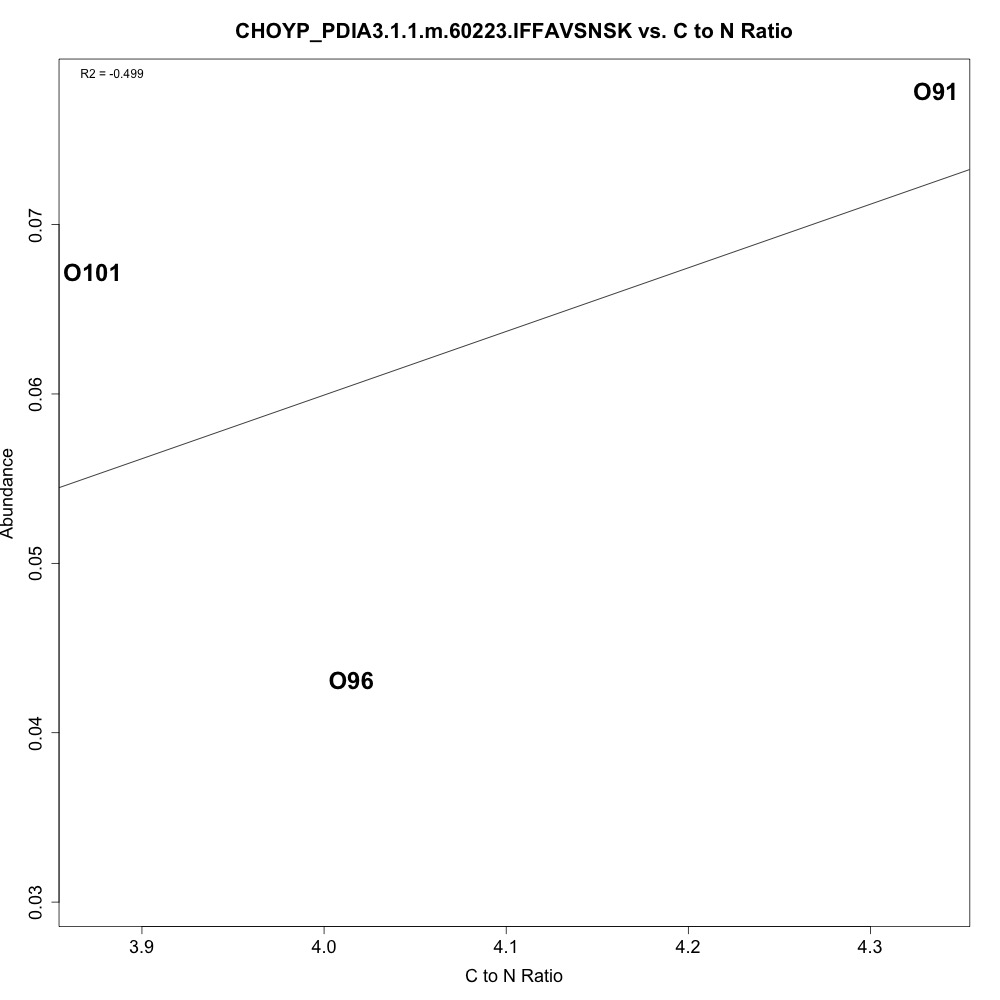 CHOYP_PDIA3.1.1.m.60223.IFFAVSNSK vs. C to N Ratio
R2 = -0.499
O91
0.07
O101
0.06
Abundance
0.05
O96
0.04
0.03
3.9 4.0 4.1 4.2 4.3
C to N Ratio